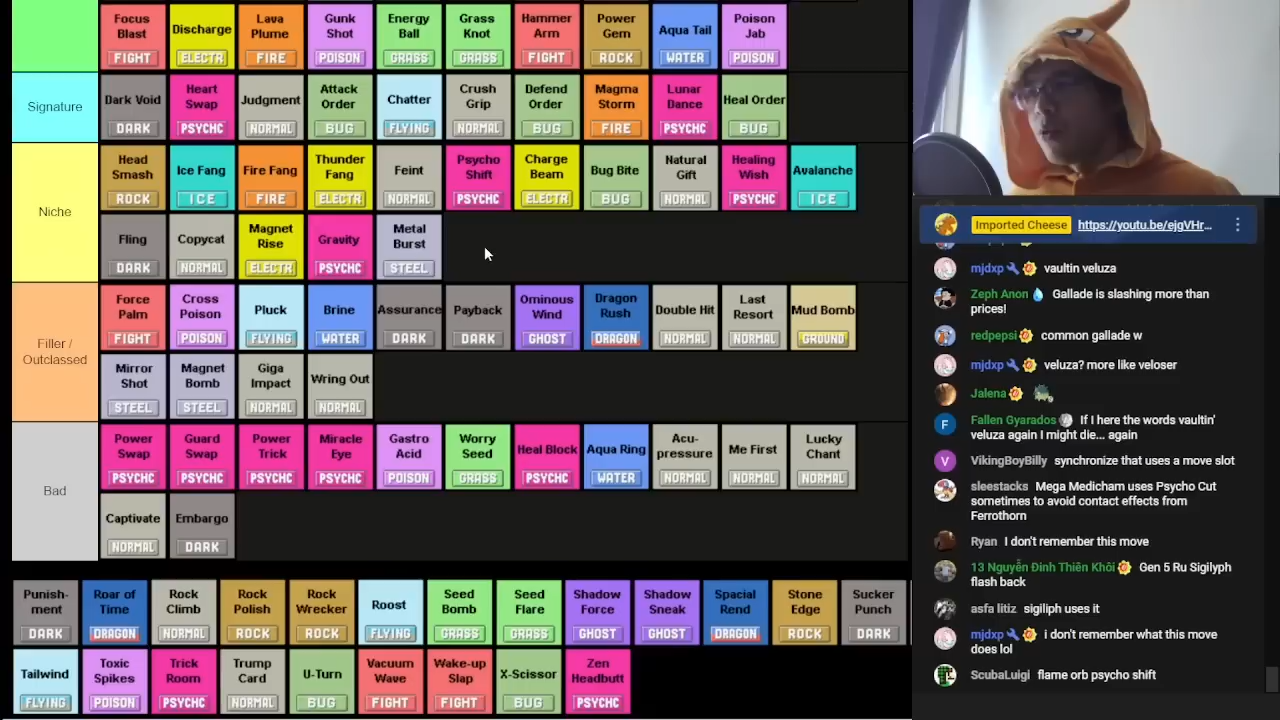 Focus Blast FIGHT
Discharge ELECTR
Lava Plume FIRE
Gunk Shot POISON
Energy Ball GRASS
Grass Knot GRASS
Hammer Arm FIGHT
Power Gem ROCK
Aqua Tail WATER
Poison Jab POISON
Signature
Dark Void DARK
Heart Swap PSYCHC
Judgment NORMAL
Attack Order BUG
Chatter FLYING
Crush Grip NORMAL
Defend Order BUG
Magma Storm FIRE
Lunar Dance PSYCHC
Heal Order BUG
Niche
Head Smash ROCK
Ice Fang ICE
Fire Fang FIRE
Thunder Fang ELECTR
Feint NORMAL
Psycho Shift PSYCHC
Charge Beam ELECTR
Bug Bite BUG
Natural Gift NORMAL
Healing Wish PSYCHC
Avalanche ICE
Fling DARK
Copycat NORMAL
Magnet Rise ELECTR
Gravity PSYCHC
Metal Burst STEEL
Filler /
Outclassed
Force Palm FIGHT
Cross Poison POISON
Pluck FLYING
Brine WATER
Assurance DARK
Payback DARK
Ominous Wind GHOST
Dragon Rush DRAGON
Double Hit NORMAL
Last Resort NORMAL
Mud Bomb GROUND
Mirror Shot STEEL
Magnet Bomb STEEL
Giga Impact NORMAL
Wring Out NORMAL
Bad
Power Swap PSYCHC
Guard Swap PSYCHC
Power Trick PSYCHC
Miracle Eye PSYCHC
Gastro Acid POISON
Worry Seed GRASS
Heal Block PSYCHC
Aqua Ring WATER
Acu-pressure NORMAL
Me First NORMAL
Lucky Chant NORMAL
Captivate NORMAL
Embargo DARK
Punish-ment DARK
Roar of Time DRAGON
Rock Climb NORMAL
Rock Polish ROCK
Rock Wrecker ROCK
Roost FLYING
Seed Bomb GRASS
Seed Flare GRASS
Shadow Force GHOST
Shadow Sneak GHOST
Spacial Rend DRAGON
Stone Edge ROCK
Sucker Punch DARK
Tailwind FLYING
Toxic Spikes POISON
Trick Room PSYCHC
Trump Card NORMAL
U-Turn BUG
Vacuum Wave FIGHT
Wake-up Slap FIGHT
X-Scissor BUG
Zen Headbutt PSYCHC
Imported Cheese https://youtu.be/ejgVHr...
mjdxp vaultin veluza
Zeph Anon Gallade is slashing more than
prices!
redpepsi common gallade w
mjdxp veluza? more like veloser
Jalena
F Fallen Gyarados If I here the words vaultin'
veluza again I might die... again
V VikingBoyBilly synchronize that uses a move slot
sleestacks Mega Medicham uses Psycho Cut
sometimes to avoid contact effects from
Ferrothorn
Ryan I don't remember this move
13 Nguyễn Đinh Thiên Khôi Gen 5 Ru Sigilyph
flash back
asfa litiz sigiliph uses it
mjdxp i don't remember what this move
does lol
ScubaLuigi flame orb psycho shift